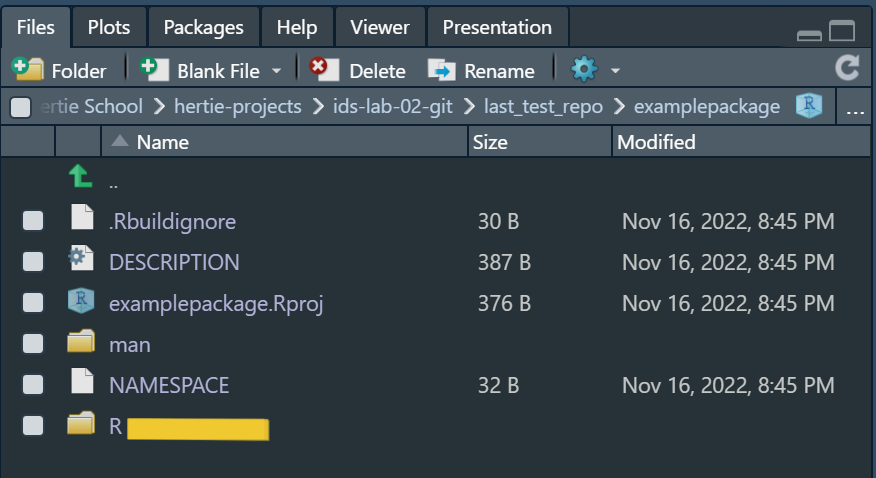 Files Plots Packages Help Viewer Presentation
Folder Blank File Delete Rename
ertie School hertie-projects ids-lab-02-git last_test_repo examplepackage R ...
Name Size Modified
..
.Rbuildignore 30 B Nov 16, 2022, 8:45 PM
DESCRIPTION 387 B Nov 16, 2022, 8:45 PM
R examplepackage.Rproj 376 B Nov 16, 2022, 8:45 PM
man
NAMESPACE 32 B Nov 16, 2022, 8:45 PM
R